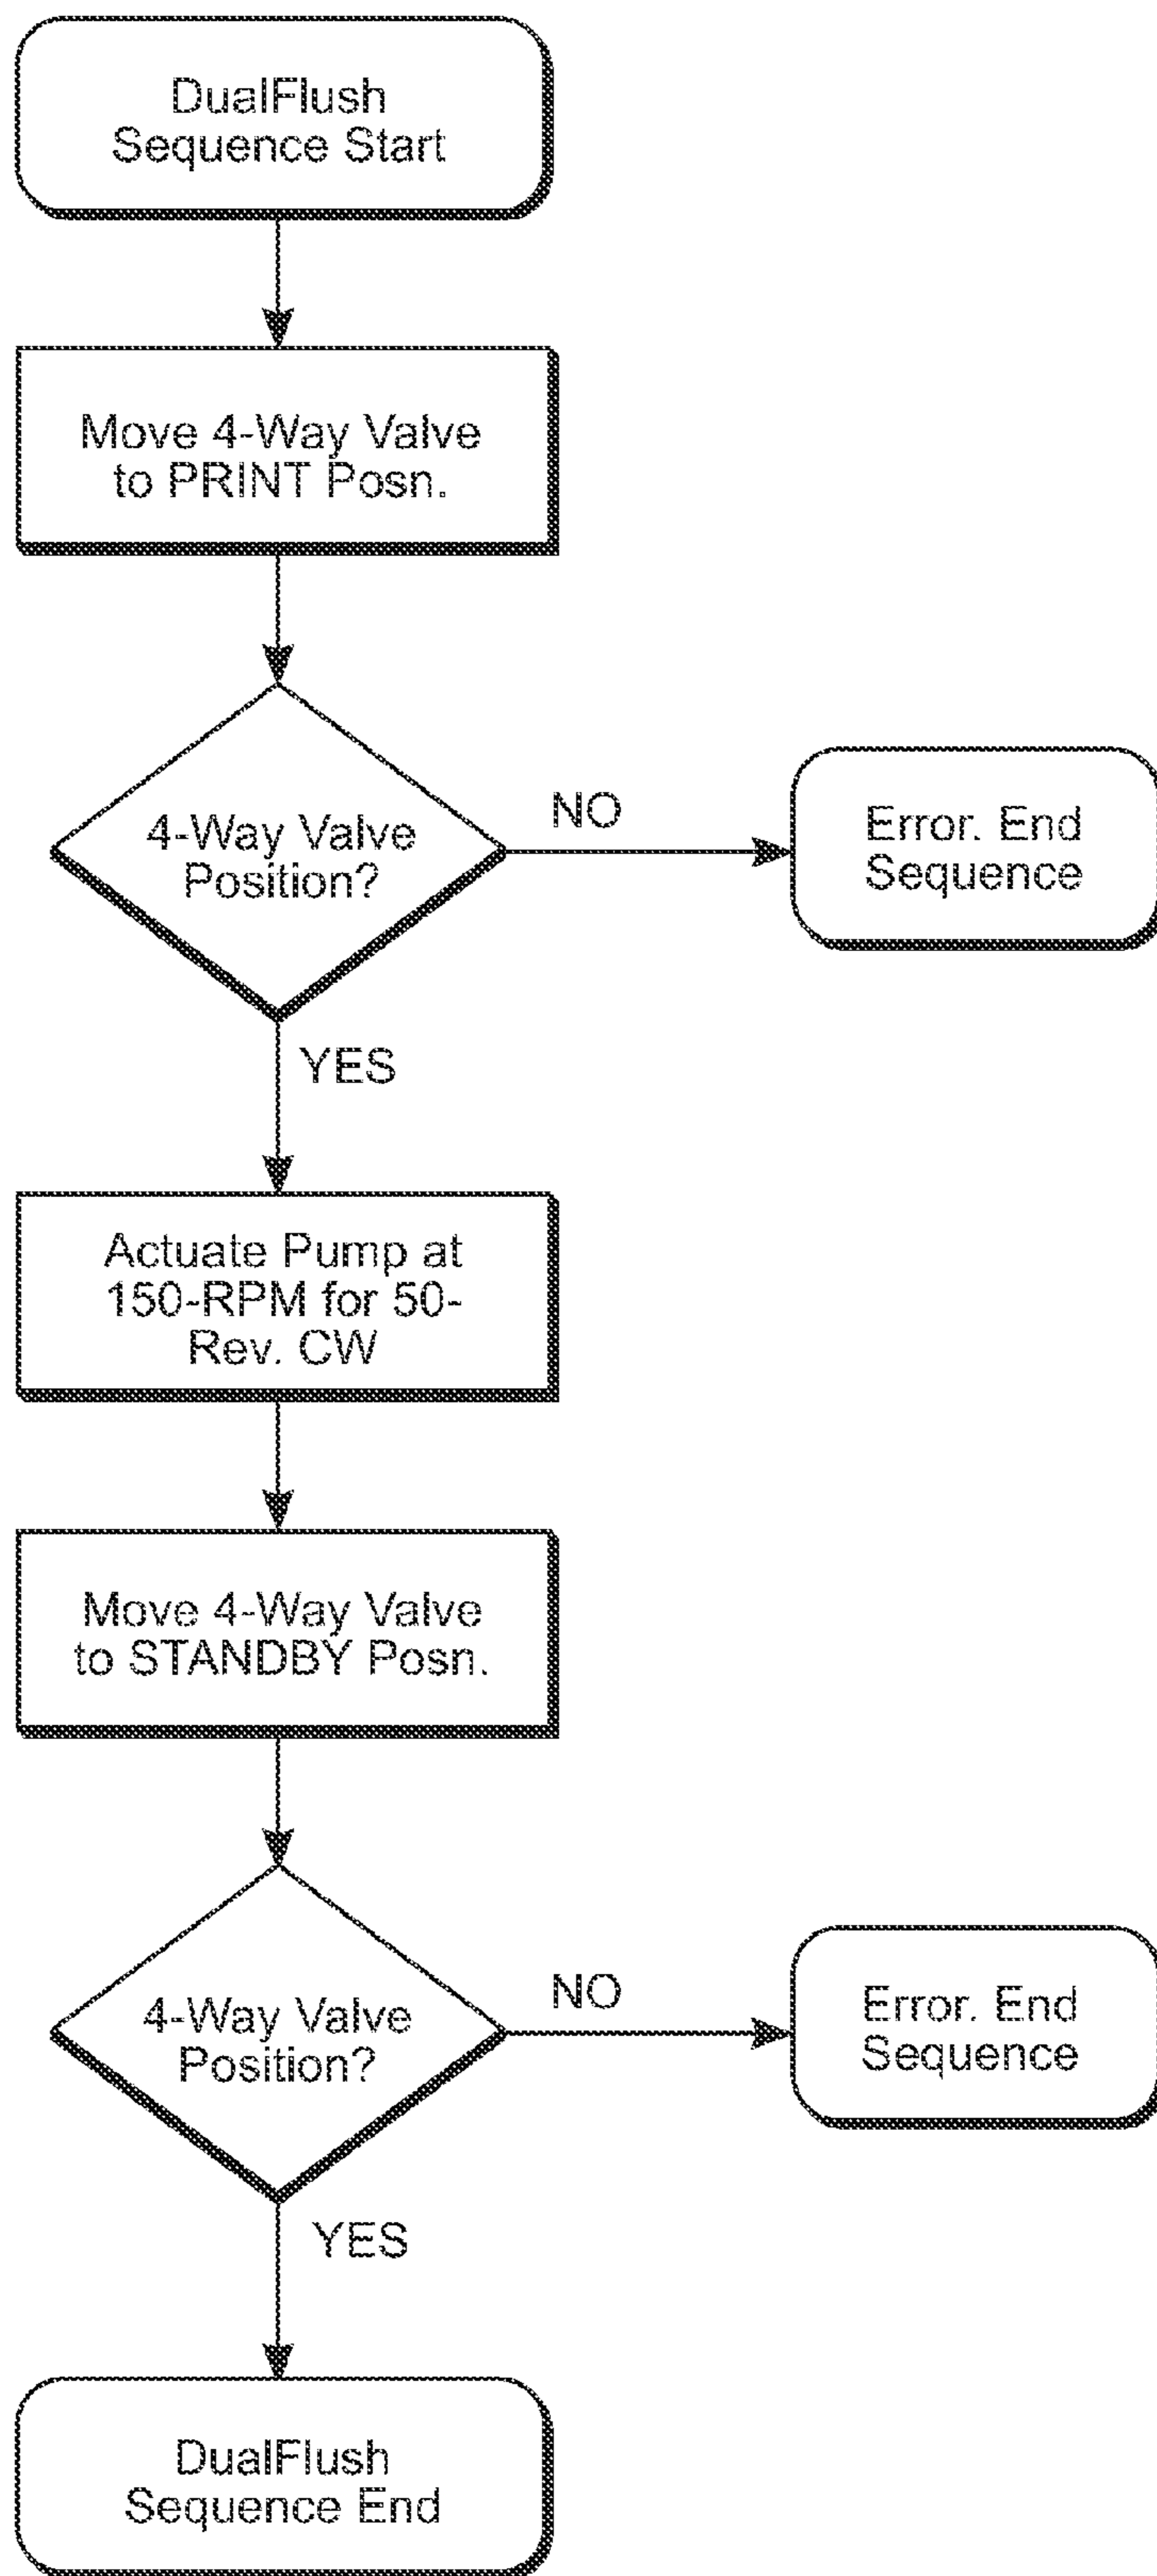 DualFlush
Sequence Start
Move 4-Way Valve
to PRINT Posn.
4-Way Valve
Position?
NO
Error. End
Sequence
YES
Actuate Pump at
150-RPM for 50-
Rev. CW
Move 4-Way Valve
to STANDBY Posn.
4-Way Valve
Position?
NO
Error. End
Sequence
YES
DualFlush
Sequence End